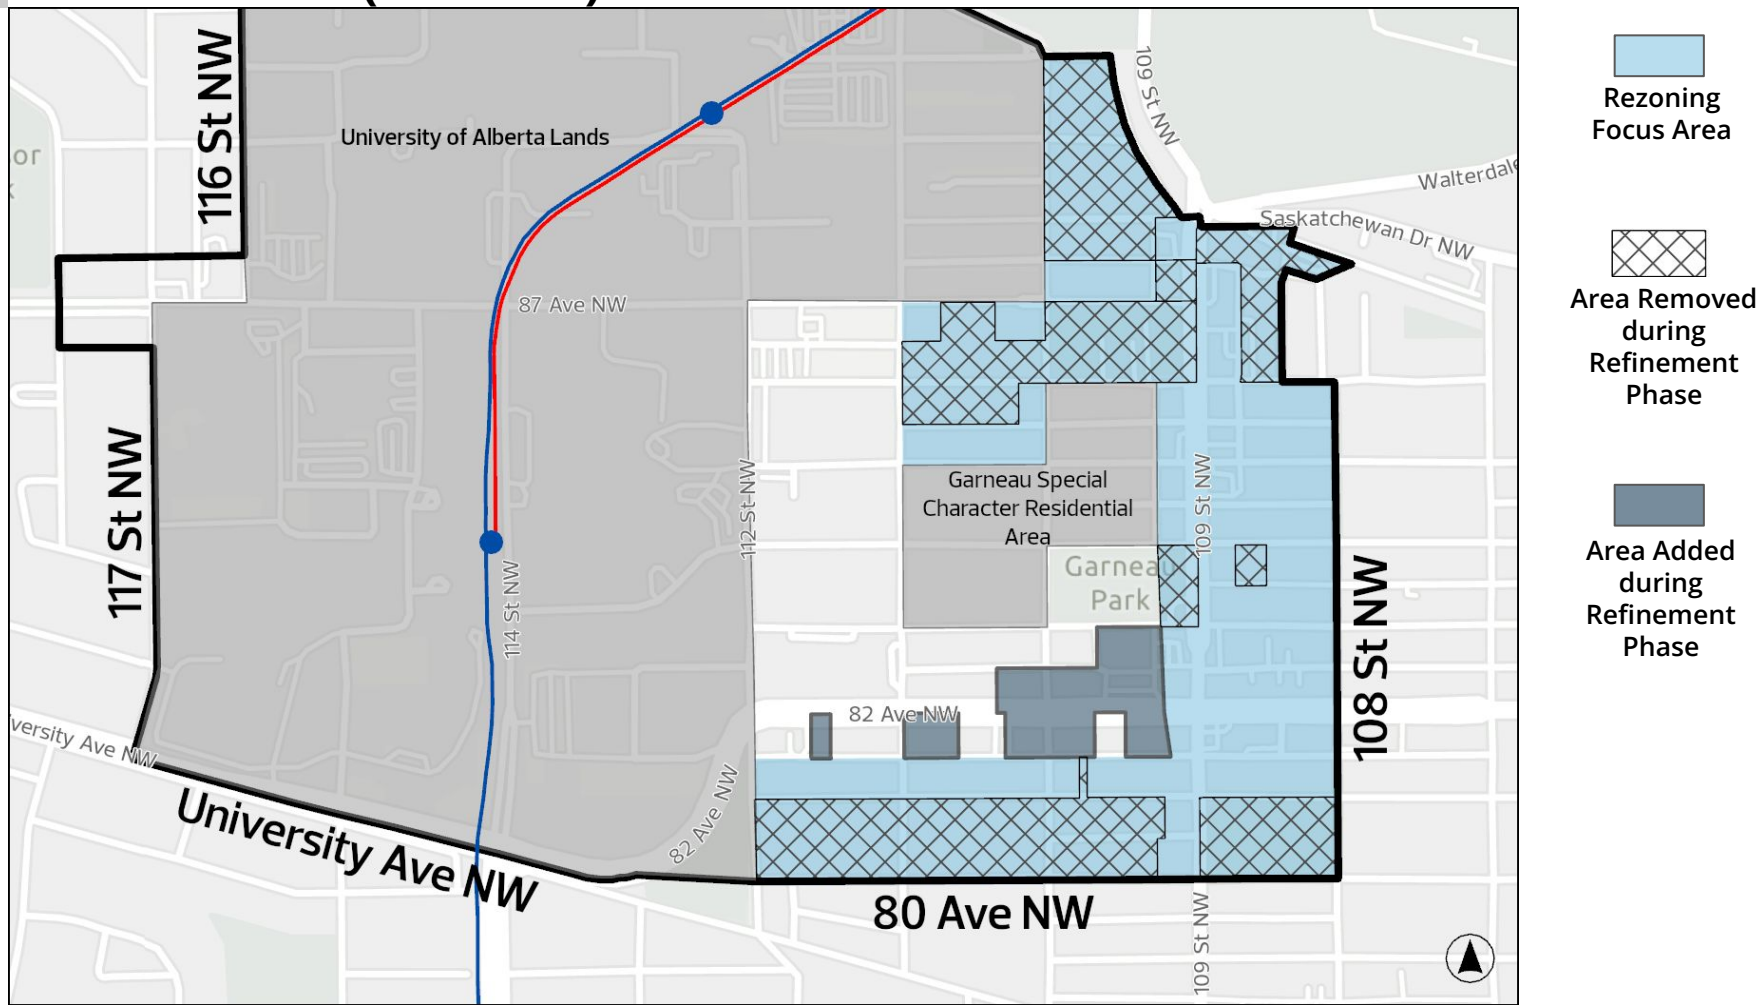 116 St NW
109 St NW
University of Alberta Lands
or
Walterdale
Saskatchewan Dr NW
87 Ave NW
117 St NW
112 St NW
109 St NW
Garneau Special
Character Residential
Area
Garneau
Park
114 St NW
108 St NW
82 Ave NW
versity Ave NW
82 Ave NW
University Ave NW
80 Ave NW
109 St NW
Rezoning
Focus Area
Area Removed
during
Refinement
Phase
Area Added
during
Refinement
Phase